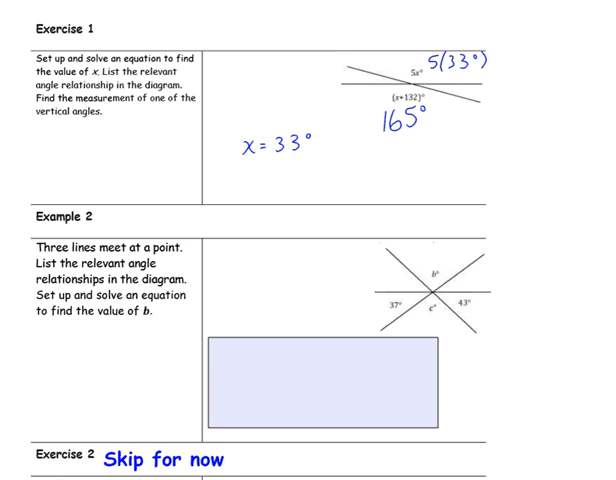 Exercise 1
Set up and solve an equation to find
the value of x. List the relevant
angle relationship in the diagram.
Find the measurement of one of the
vertical angles.
5(33°)
5x°
(x+132)°
165°
x = 33°
Example 2
Three lines meet at a point.
List the relevant angle
relationships in the diagram.
Set up and solve an equation
to find the value of b.
b°
37°
c°
43°
Exercise 2 Skip for now